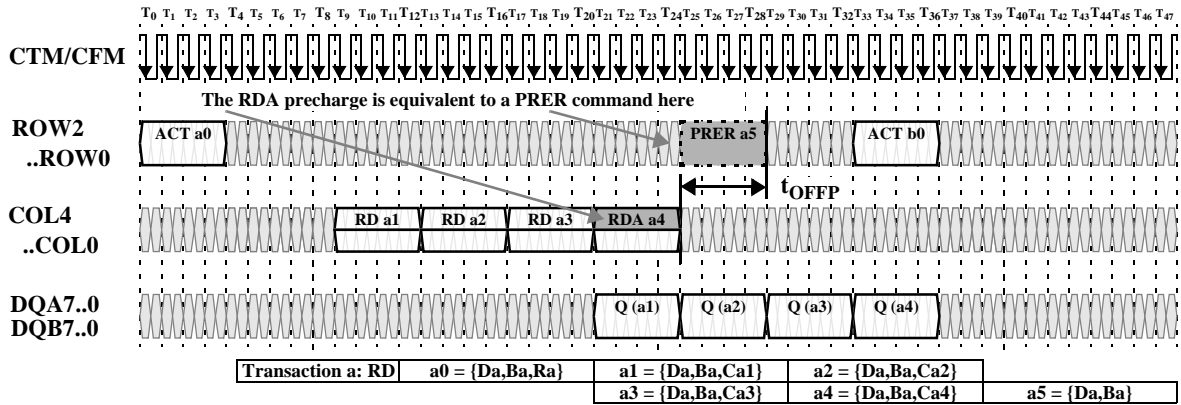 T0 T1 T2 T3 T4 T5 T6 T7 T8 T9 T10 T11 T12 T13 T14 T15 T16 T17 T18 T19 T20 T21 T22 T23 T24 T25 T26 T27 T28 T29 T30 T31 T32 T33 T34 T35 T36 T37 T38 T39 T40 T41 T42 T43 T44 T45 T46 T47
CTM/CFM
The RDA precharge is equivalent to a PRER command here
ROW2 ACT a0 PRER a5 ACT b0
..ROW0
tOFFP
COL4 RD a1 RD a2 RD a3 RDA a4
..COL0
DQA7..0 Q (a1) Q (a2) Q (a3) Q (a4)
DQB7..0
Transaction a: RD a0 = {Da,Ba,Ra} a1 = {Da,Ba,Ca1} a2 = {Da,Ba,Ca2}
a3 = {Da,Ba,Ca3} a4 = {Da,Ba,Ca4} a5 = {Da,Ba}